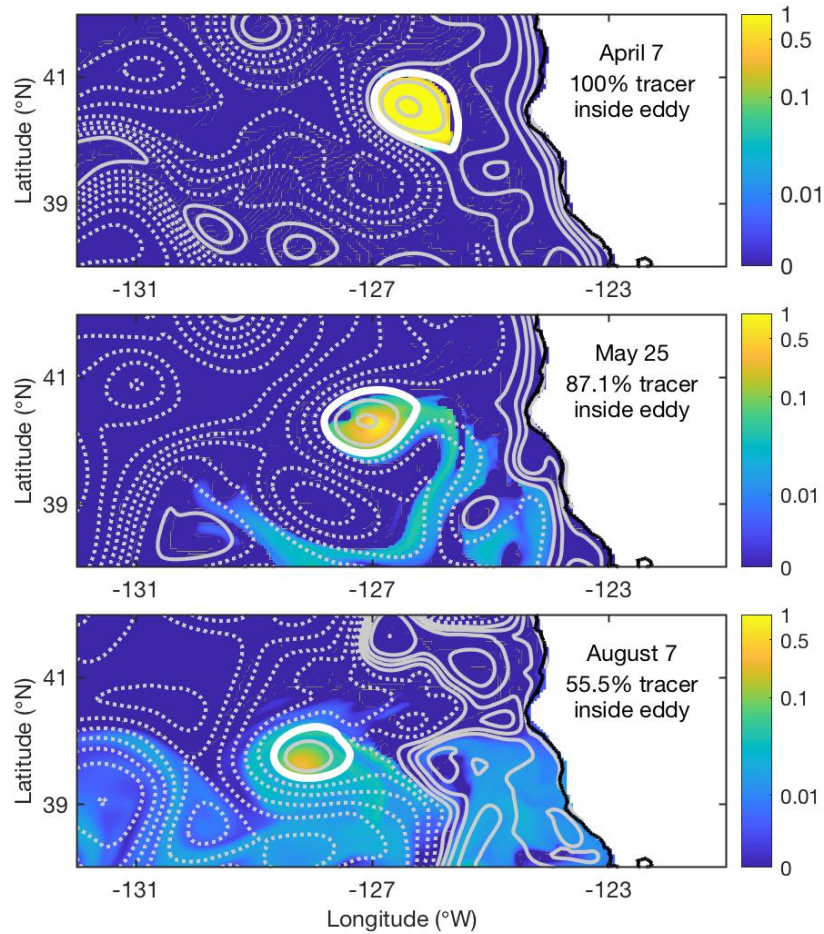 April 7
100% tracer
inside eddy
Latitude (°N)
41
39
-131
-127
-123
1
0.5
0.1
0.01
0
May 25
87.1% tracer
inside eddy
Latitude (°N)
41
39
-131
-127
-123
1
0.5
0.1
0.01
0
August 7
55.5% tracer
inside eddy
Latitude (°N)
41
39
-131
-127
-123
Longitude (°W)
1
0.5
0.1
0.01
0